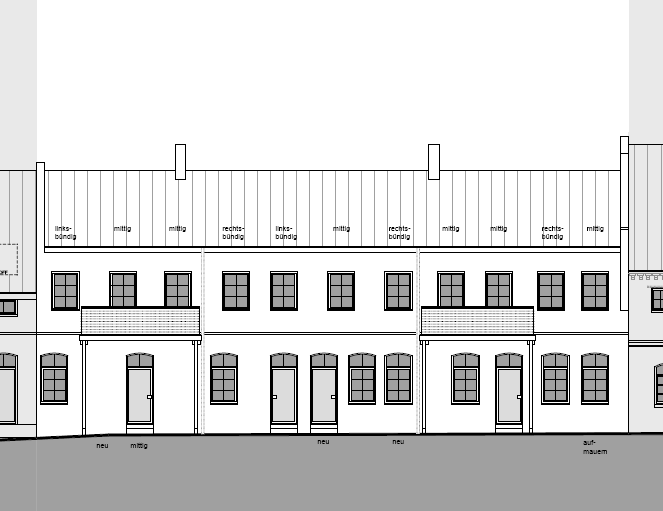 links-
bündig
mittig
mittig
rechts-
bündig
links-
bündig
mittig
rechts-
bündig
mittig
mittig
rechts-
bündig
mittig
neu
mittig
neu
neu
auf-
mauern